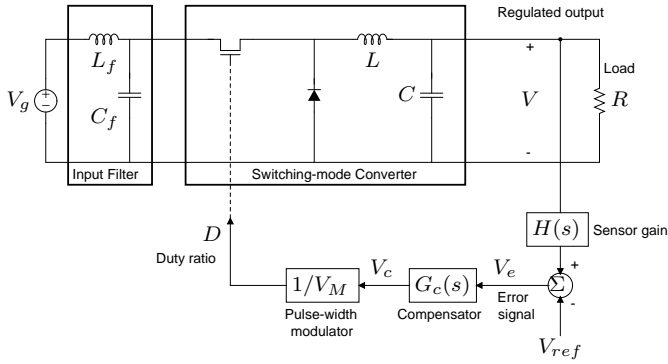 Regulated output
L_f
L
+
Load
V_g
+
-
C_f
C
V
R
-
Input Filter
Switching-mode Converter
H(s)
Sensor gain
D
Duty ratio
+
V_c
V_e
1/V_M
G_c(s)
Σ
Error
signal
-
Pulse-width
modulator
Compensator
V_ref